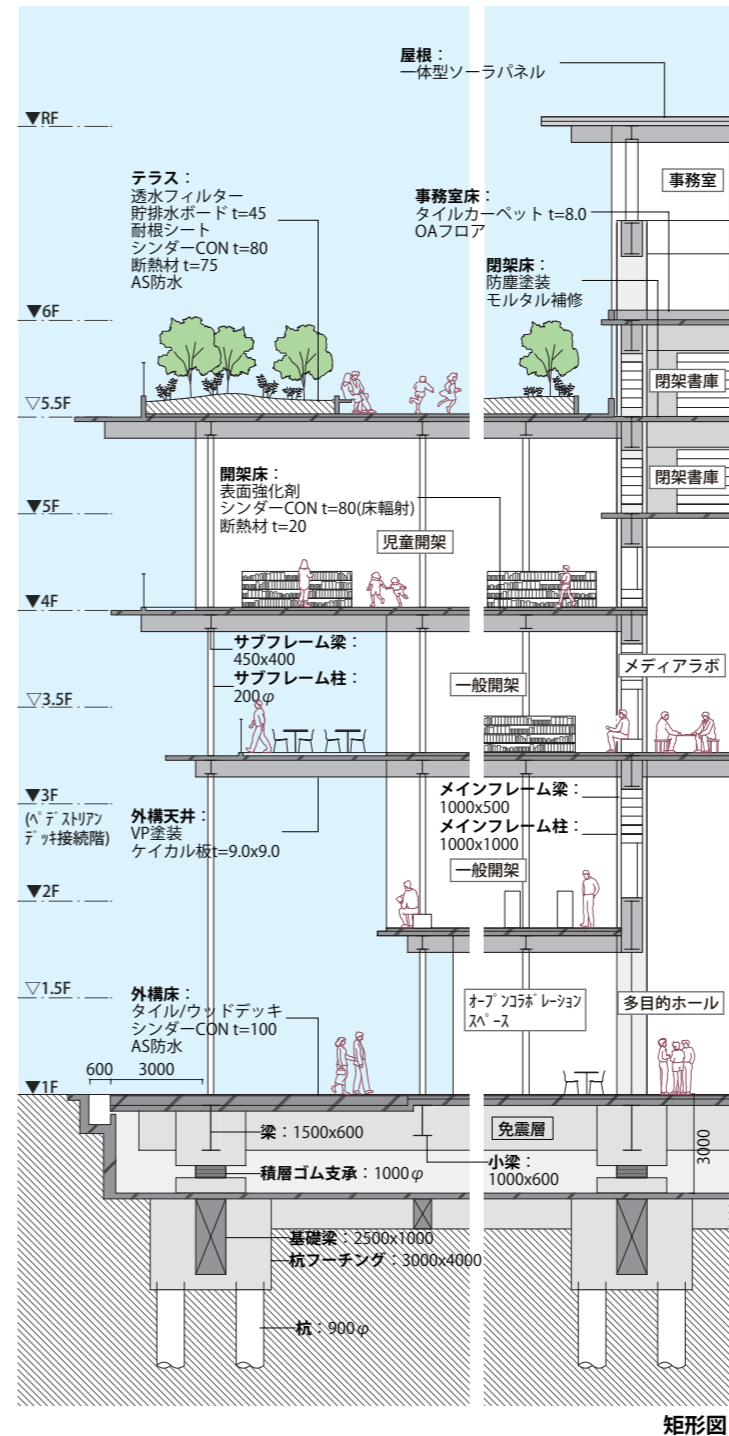 屋根：
一体型ソーラパネル
▼RF
事務室
テラス：
透水フィルター
貯排水ボード t=45
耐根シート
シンダーCON t=80
断熱材 t=75
AS防水
事務室床：
タイルカーペット t=8.0
OAフロア
閉架床：
防塵塗装
モルタル補修
▼6F
閉架書庫
▽5.5F
開架床：
表面強化剤
シンダーCON t=80(床輻射)
断熱材 t=20
閉架書庫
▼5F
児童開架
▼4F
サブフレーム梁：
450x400
サブフレーム柱：
200φ
一般開架
メディアラボ
▽3.5F
▼3F
(ペデストリアン
デッキ接続階)
外構天井：
VP塗装
ケイカル板t=9.0x9.0
メインフレーム梁：
1000x500
メインフレーム柱：
1000x1000
一般開架
▼2F
▽1.5F
外構床：
タイル/ウッドデッキ
シンダーCON t=100
AS防水
オープンコラボレーション
スペース
多目的ホール
600 3000
▼1F
梁：1500x600
免震層
3000
小梁：
1000x600
積層ゴム支承：1000φ
基礎梁：2500x1000
杭フーチング：3000x4000
杭：900φ
矩形図